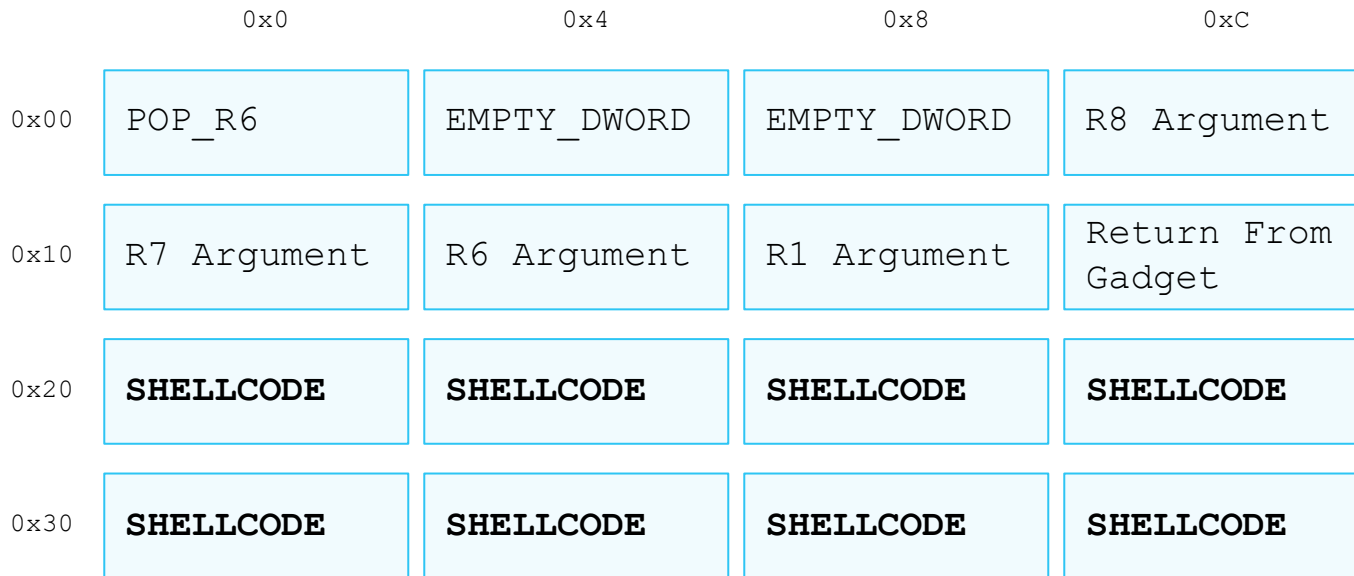 0x0 0x4 0x8 0xC
0x00 POP_R6 EMPTY_DWORD EMPTY_DWORD R8 Argument
0x10 R7 Argument R6 Argument R1 Argument Return From
Gadget
0x20 SHELLCODE SHELLCODE SHELLCODE SHELLCODE
0x30 SHELLCODE SHELLCODE SHELLCODE SHELLCODE